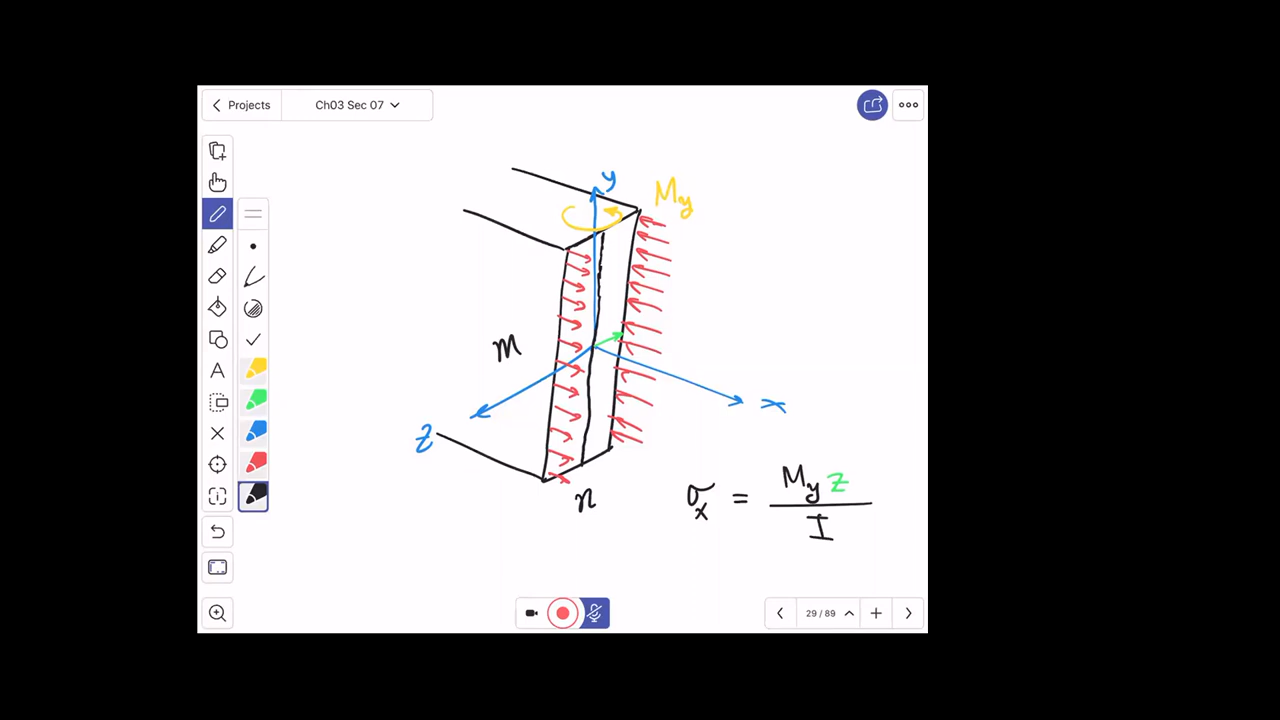 Projects
Ch03 Sec 07
y
My
m
x
z
n
σx = My z / I
29 / 89